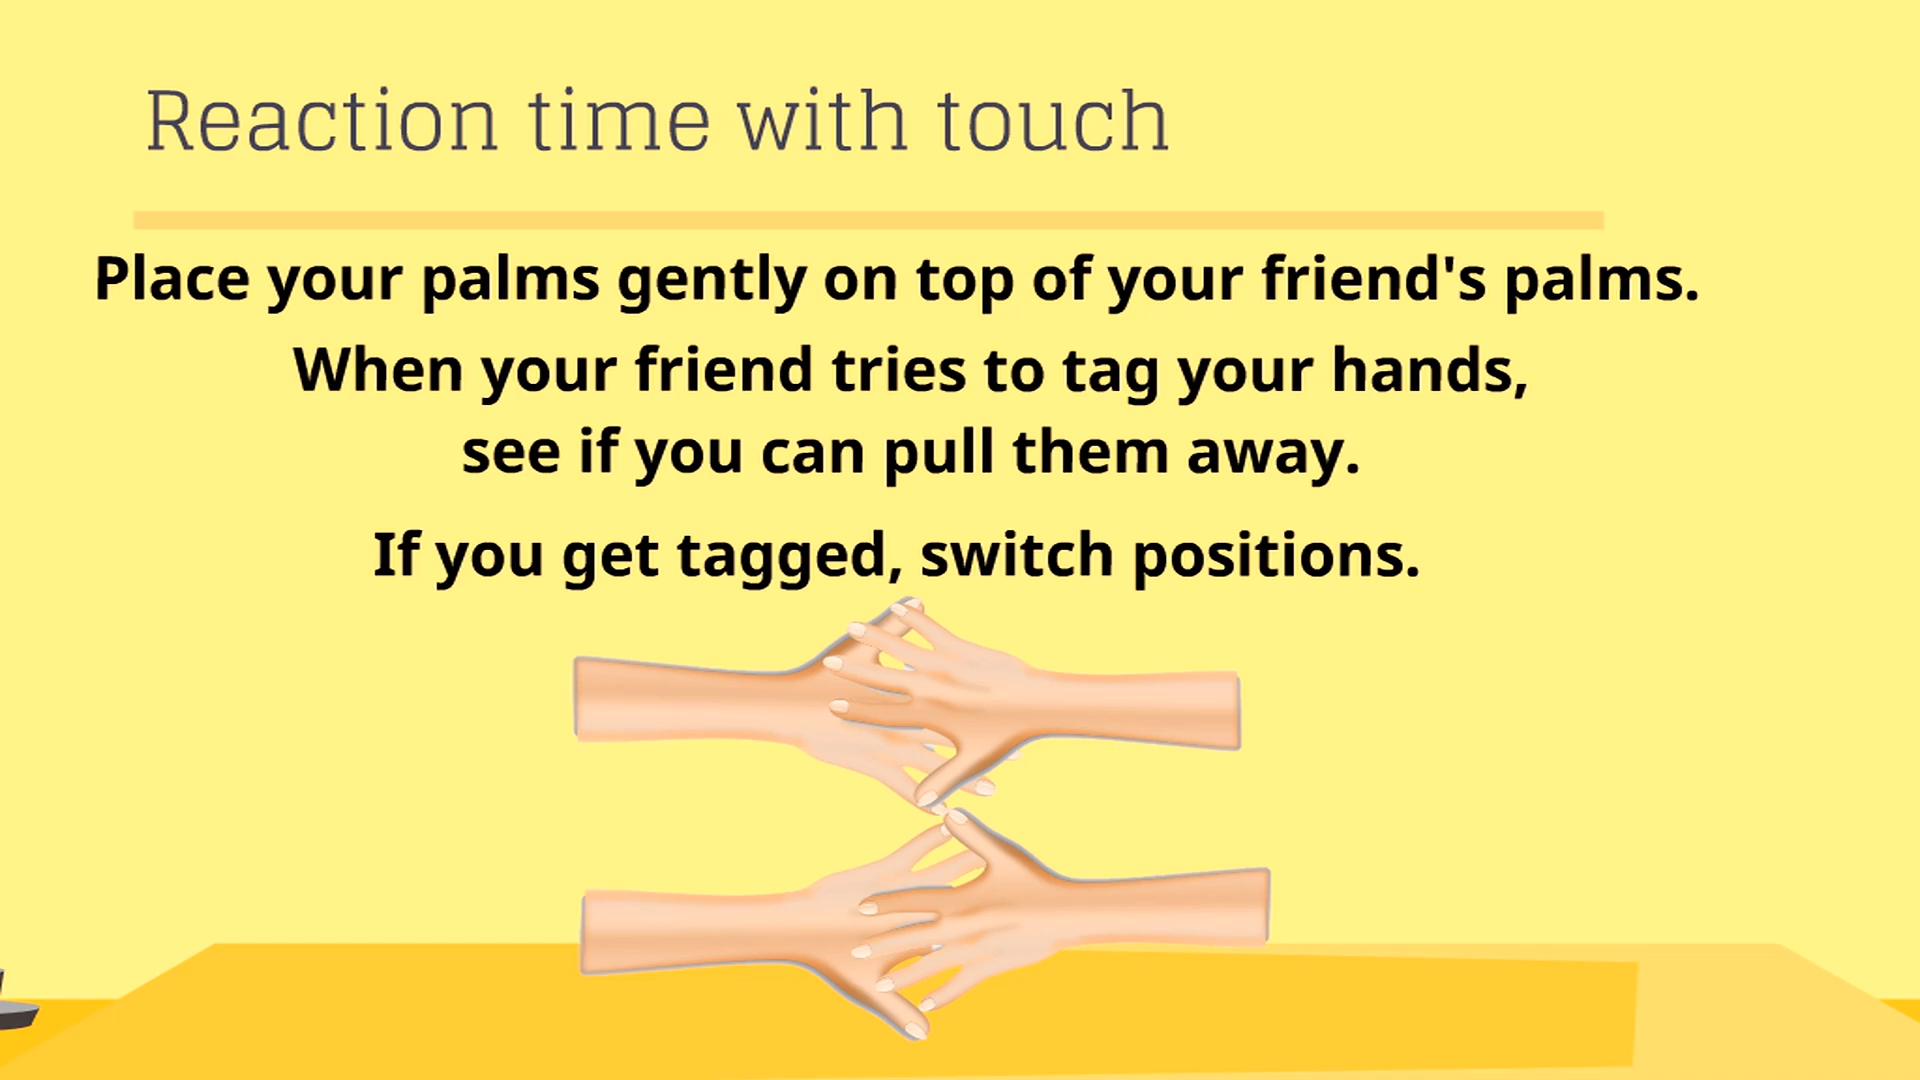 Reaction time with touch
Place your palms gently on top of your friend's palms.
When your friend tries to tag your hands,
see if you can pull them away.
If you get tagged, switch positions.